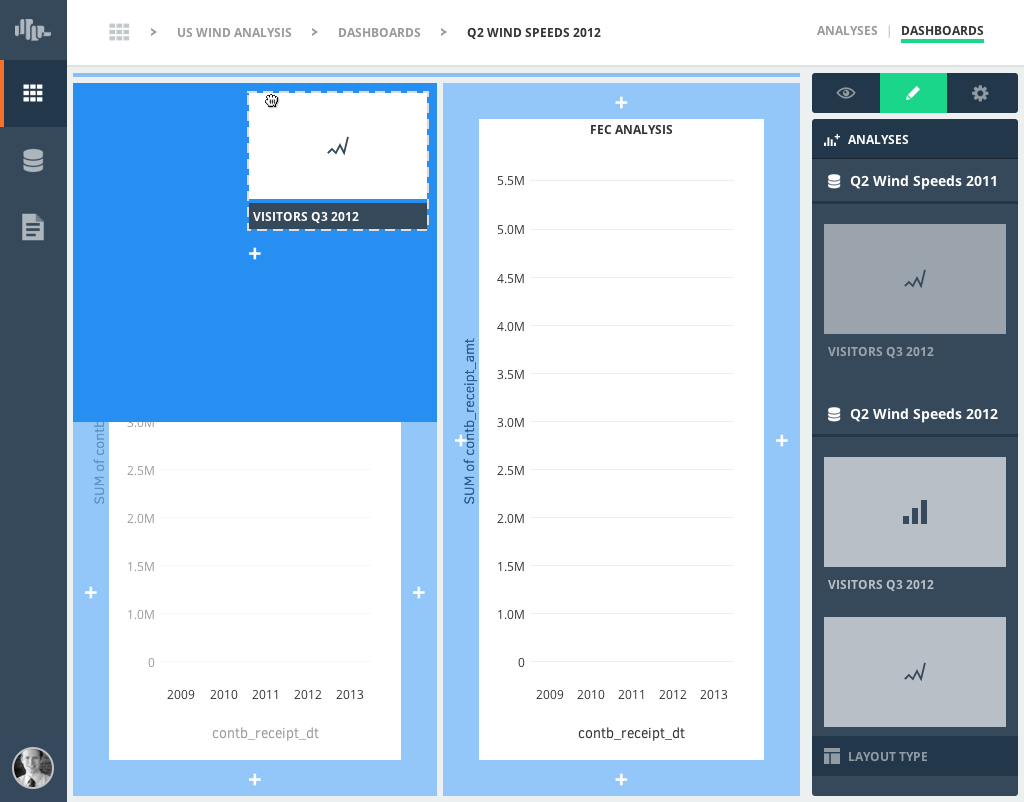 US WIND ANALYSIS > DASHBOARDS > Q2 WIND SPEEDS 2012
ANALYSES | DASHBOARDS
VISITORS Q3 2012
SUM of contb
3.0M
2.5M
2.0M
1.5M
1.0M
0
2009 2010 2011 2012 2013
contb_receipt_dt
FEC ANALYSIS
SUM of contb_receipt_amt
5.5M
5.0M
4.5M
4.0M
3.5M
3.0M
2.5M
2.0M
1.5M
1.0M
0
2009 2010 2011 2012 2013
contb_receipt_dt
ANALYSES
Q2 Wind Speeds 2011
VISITORS Q3 2012
Q2 Wind Speeds 2012
VISITORS Q3 2012
LAYOUT TYPE